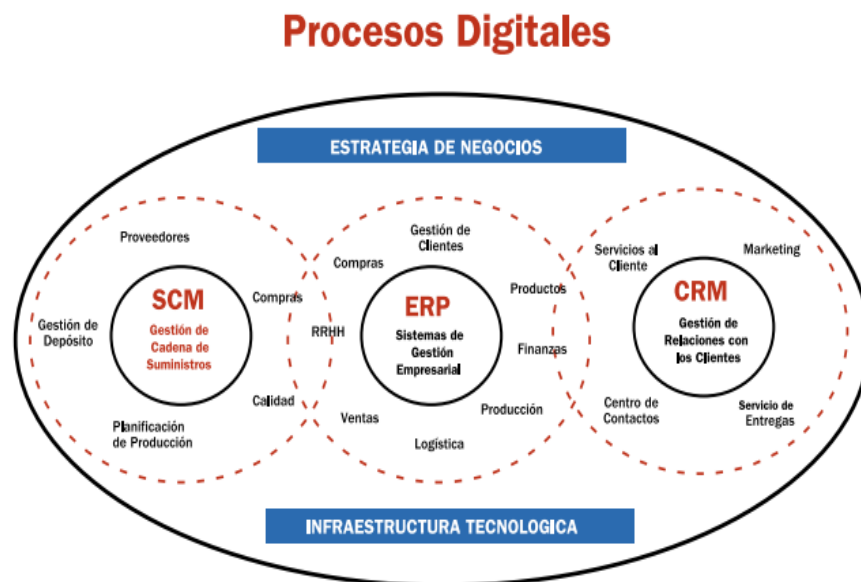 Procesos Digitales
ESTRATEGIA DE NEGOCIOS
Proveedores
SCM
Gestión de
Cadena de
Suministros
Compras
Gestión de
Depósito
Calidad
Planificación
de Producción
Gestión de
Clientes
Compras
Productos
ERP
Sistemas de
Gestión
Empresarial
RRHH
Finanzas
Ventas
Producción
Logística
Servicios al
Cliente
Marketing
CRM
Gestión de
Relaciones con
los Clientes
Centro de
Contactos
Servicio de
Entregas
INFRAESTRUCTURA TECNOLOGICA